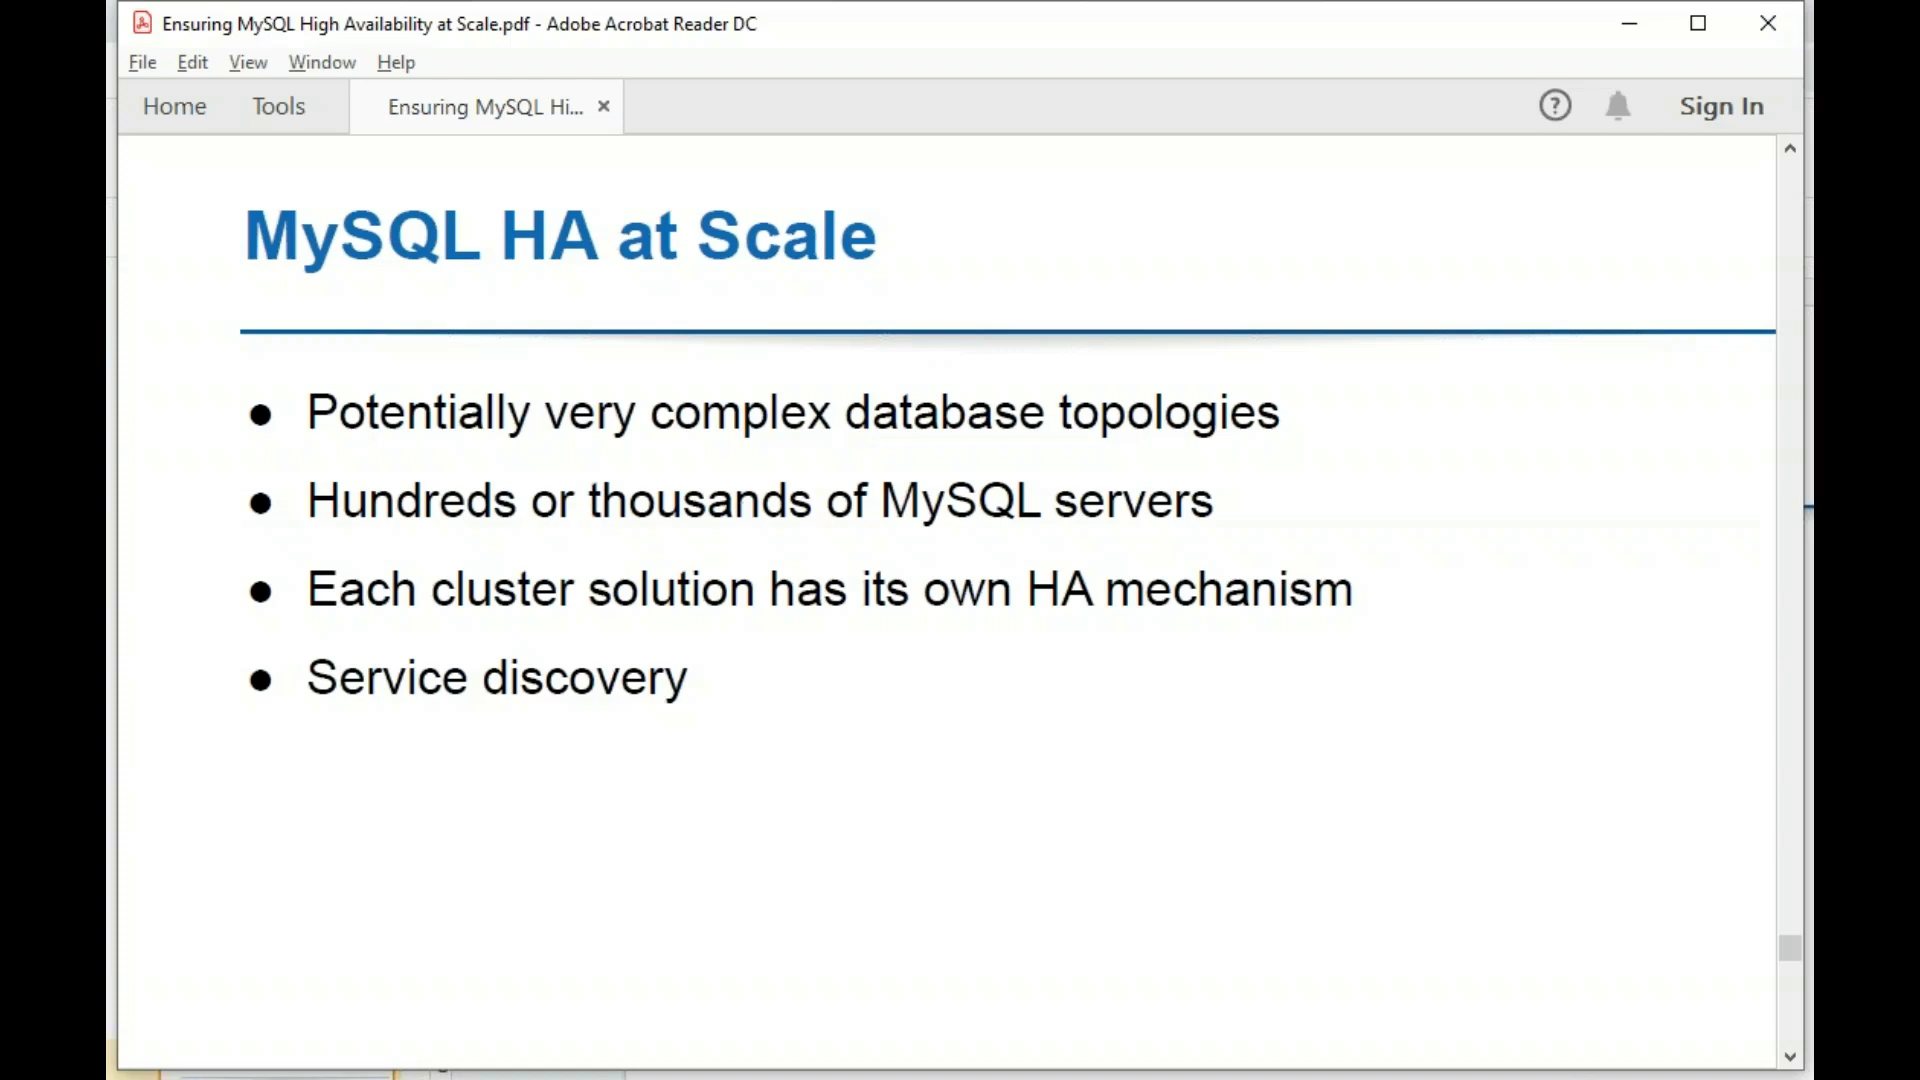 Ensuring MySQL High Availability at Scale.pdf - Adobe Acrobat Reader DC
File Edit View Window Help
Home Tools Ensuring MySQL Hi... Sign In
MySQL HA at Scale
● Potentially very complex database topologies
● Hundreds or thousands of MySQL servers
● Each cluster solution has its own HA mechanism
● Service discovery